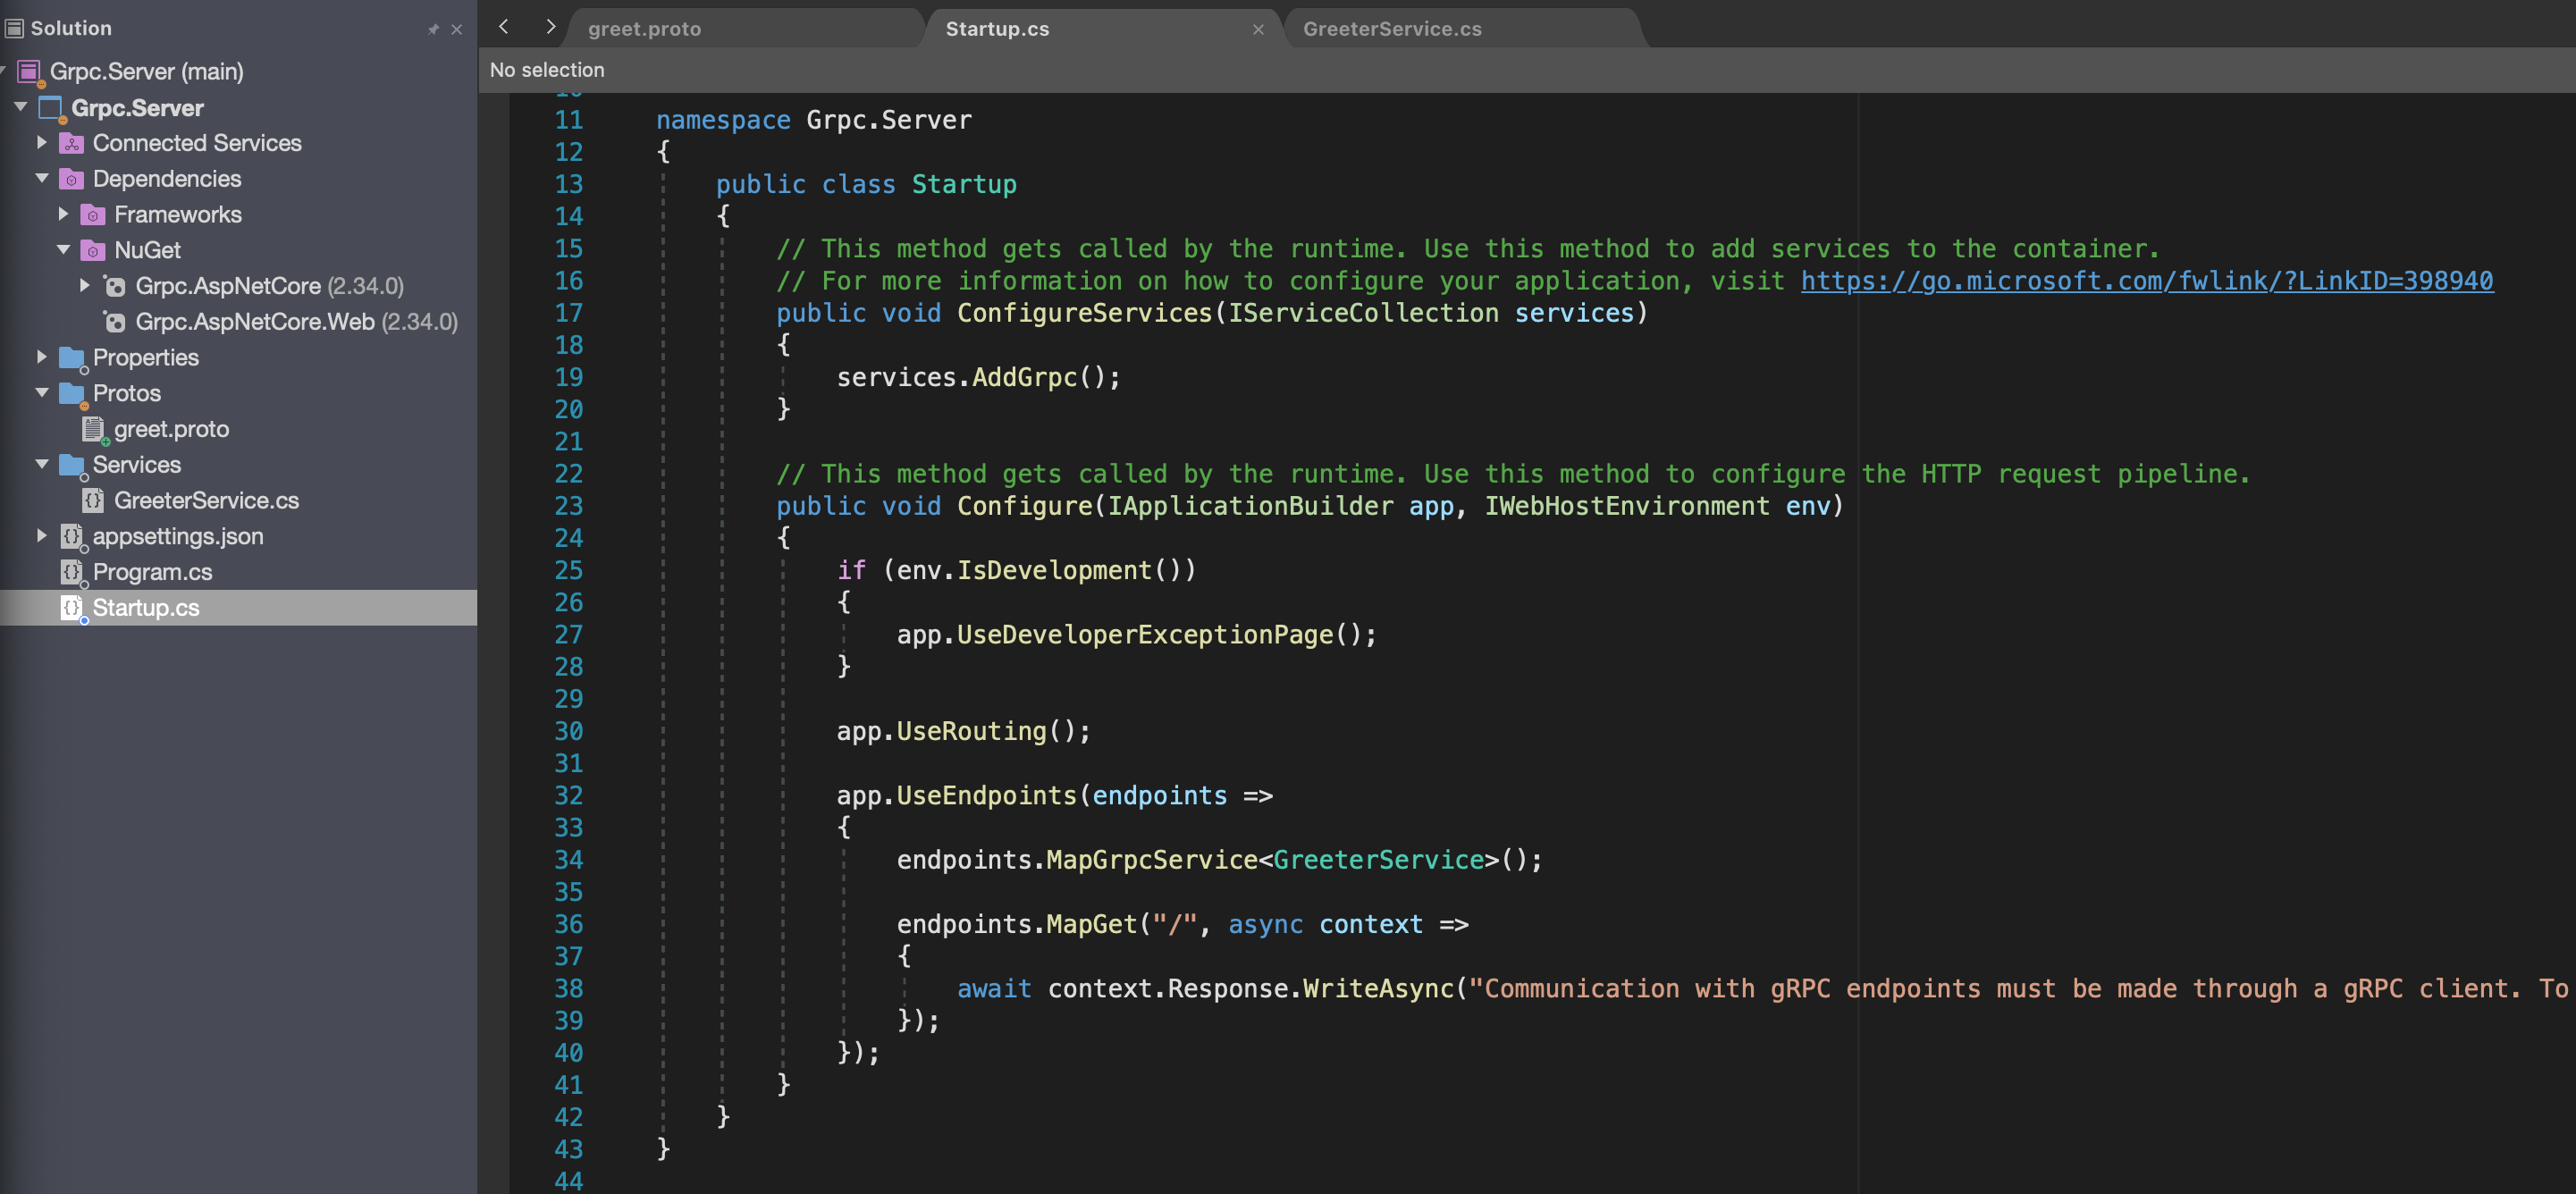 Solution
Grpc.Server (main)
Grpc.Server
Connected Services
Dependencies
Frameworks
NuGet
Grpc.AspNetCore (2.34.0)
Grpc.AspNetCore.Web (2.34.0)
Properties
Protos
greet.proto
Services
GreeterService.cs
appsettings.json
Program.cs
Startup.cs
greet.proto
Startup.cs
GreeterService.cs
No selection
10
11 namespace Grpc.Server
12 {
13 public class Startup
14 {
15 // This method gets called by the runtime. Use this method to add services to the container.
16 // For more information on how to configure your application, visit https://go.microsoft.com/fwlink/?LinkID=398940
17 public void ConfigureServices(IServiceCollection services)
18 {
19 services.AddGrpc();
20 }
21
22 // This method gets called by the runtime. Use this method to configure the HTTP request pipeline.
23 public void Configure(IApplicationBuilder app, IWebHostEnvironment env)
24 {
25 if (env.IsDevelopment())
26 {
27 app.UseDeveloperExceptionPage();
28 }
29
30 app.UseRouting();
31
32 app.UseEndpoints(endpoints =>
33 {
34 endpoints.MapGrpcService<GreeterService>();
35
36 endpoints.MapGet("/", async context =>
37 {
38 await context.Response.WriteAsync("Communication with gRPC endpoints must be made through a gRPC client. To
39 });
40 });
41 }
42 }
43 }
44